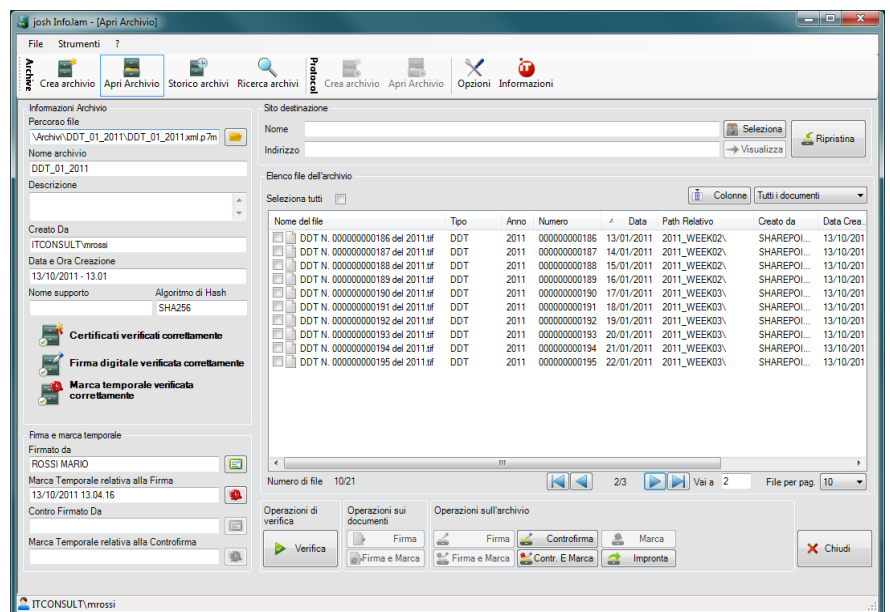 josh InfoJam - [Apri Archivio]
File Strumenti ?
Archive
Crea archivio Apri Archivio Storico archivi Ricerca archivi
Protocol
Crea archivio Apri Archivio Opzioni Informazioni
Informazioni Archivio
Percorso file
\Archivi\DDT_01_2011\DDT_01_2011.xml.p7m
Nome archivio
DDT_01_2011
Descrizione
Creato Da
ITCONSULT\mrossi
Data e Ora Creazione
13/10/2011 - 13.01
Nome supporto Algoritmo di Hash
SHA256
Certificati verificati correttamente
Firma digitale verificata correttamente
Marca temporale verificata
correttamente
Firma e marca temporale
Firmato da
ROSSI MARIO
Marca Temporale relativa alla Firma
13/10/2011 13.04.16
Contro Firmato Da
Marca Temporale relativa alla Controfirma
Sito destinazione
Nome Seleziona
Indirizzo Visualizza
Ripristina
Elenco file dell'archivio
Seleziona tutti Colonne Tutti i documenti
Nome del file Tipo Anno Numero Data Path Relativo Creato da Data Crea...
DDT N. 000000000186 del 2011.tif DDT 2011 000000000186 13/01/2011 2011_WEEK02\ SHAREPOI... 13/10/201
DDT N. 000000000187 del 2011.tif DDT 2011 000000000187 14/01/2011 2011_WEEK02\ SHAREPOI... 13/10/201
DDT N. 000000000188 del 2011.tif DDT 2011 000000000188 15/01/2011 2011_WEEK02\ SHAREPOI... 13/10/201
DDT N. 000000000189 del 2011.tif DDT 2011 000000000189 16/01/2011 2011_WEEK02\ SHAREPOI... 13/10/201
DDT N. 000000000190 del 2011.tif DDT 2011 000000000190 17/01/2011 2011_WEEK03\ SHAREPOI... 13/10/201
DDT N. 000000000191 del 2011.tif DDT 2011 000000000191 18/01/2011 2011_WEEK03\ SHAREPOI... 13/10/201
DDT N. 000000000192 del 2011.tif DDT 2011 000000000192 19/01/2011 2011_WEEK03\ SHAREPOI... 13/10/201
DDT N. 000000000193 del 2011.tif DDT 2011 000000000193 20/01/2011 2011_WEEK03\ SHAREPOI... 13/10/201
DDT N. 000000000194 del 2011.tif DDT 2011 000000000194 21/01/2011 2011_WEEK03\ SHAREPOI... 13/10/201
DDT N. 000000000195 del 2011.tif DDT 2011 000000000195 22/01/2011 2011_WEEK03\ SHAREPOI... 13/10/201
Numero di file 10/21 2/3 Vai a 2 File per pag. 10
Operazioni di
verifica
Verifica
Operazioni sui
documenti
Firma
Firma e Marca
Operazioni sull'archivio
Firma Controfirma Marca
Firma e Marca Contr. E Marca Impronta
Chiudi
ITCONSULT\mrossi